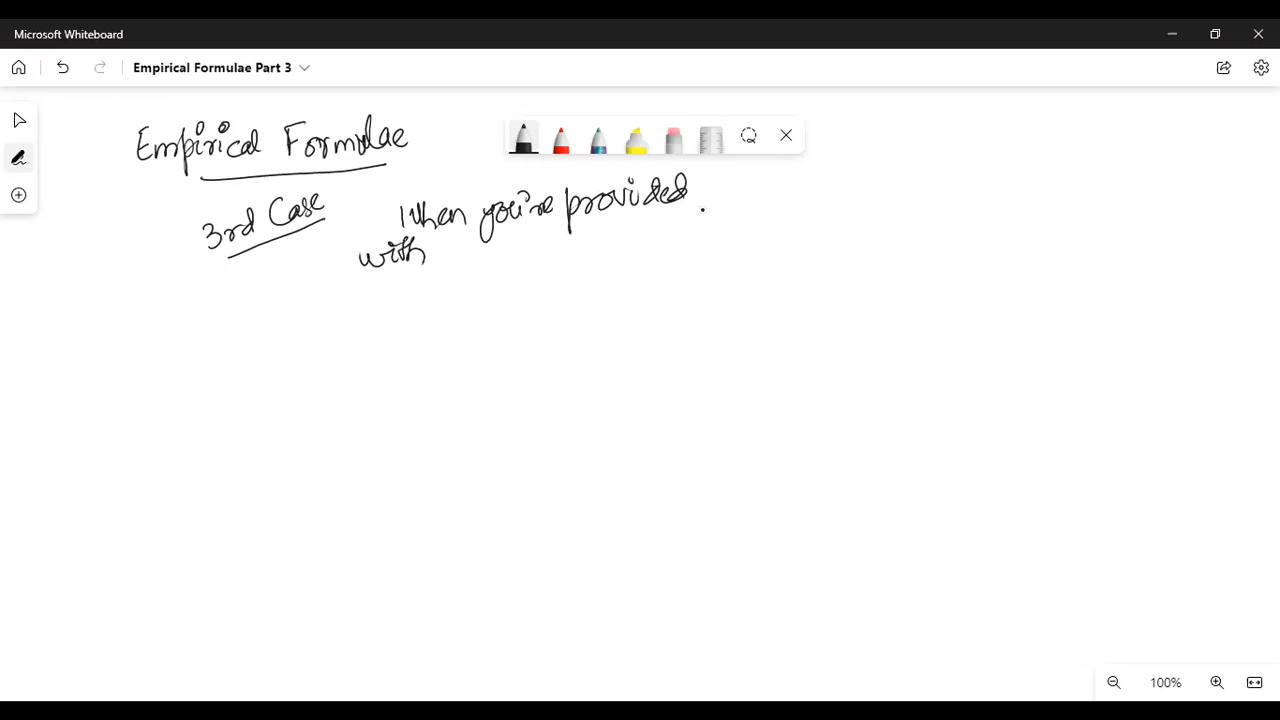 Microsoft Whiteboard
Empirical Formulae Part 3
Empirical Formulae
3rd Case When you're provided
with
100%